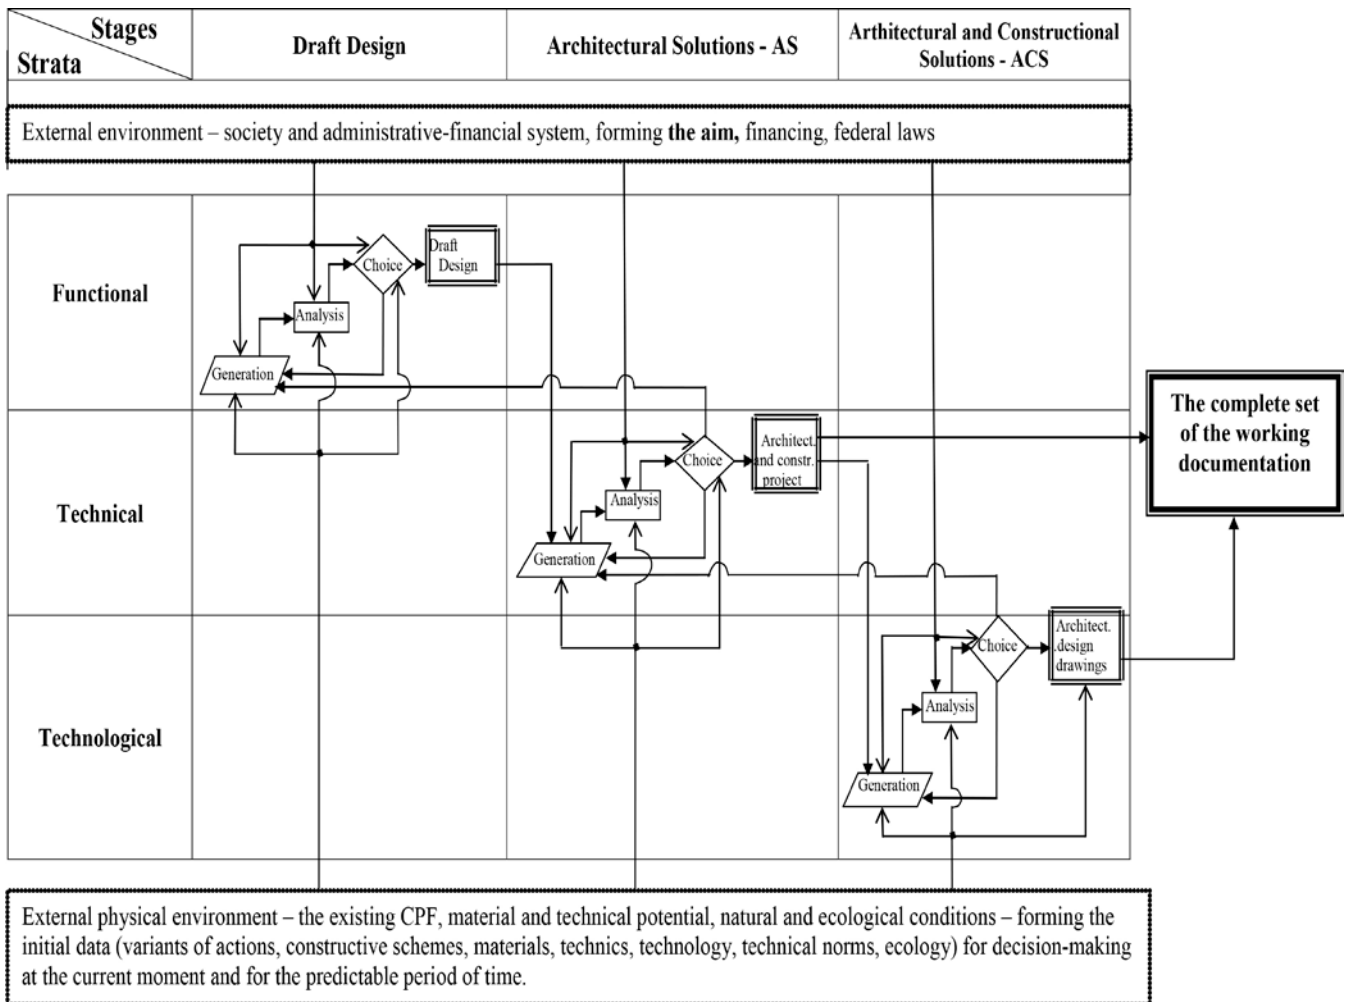 Stages
Strata
Draft Design
Architectural Solutions - AS
Arthitectural and Constructional
Solutions - ACS
External environment – society and administrative-financial system, forming the aim, financing, federal laws
Functional
Draft
Design
Choice
Analysis
Generation
Technical
Architect.
and constr.
project
Choice
Analysis
Generation
The complete set
of the working
documentation
Technological
Architect.
.design
drawings
Choice
Analysis
Generation
External physical environment – the existing CPF, material and technical potential, natural and ecological conditions – forming the
initial data (variants of actions, constructive schemes, materials, technics, technology, technical norms, ecology) for decision-making
at the current moment and for the predictable period of time.